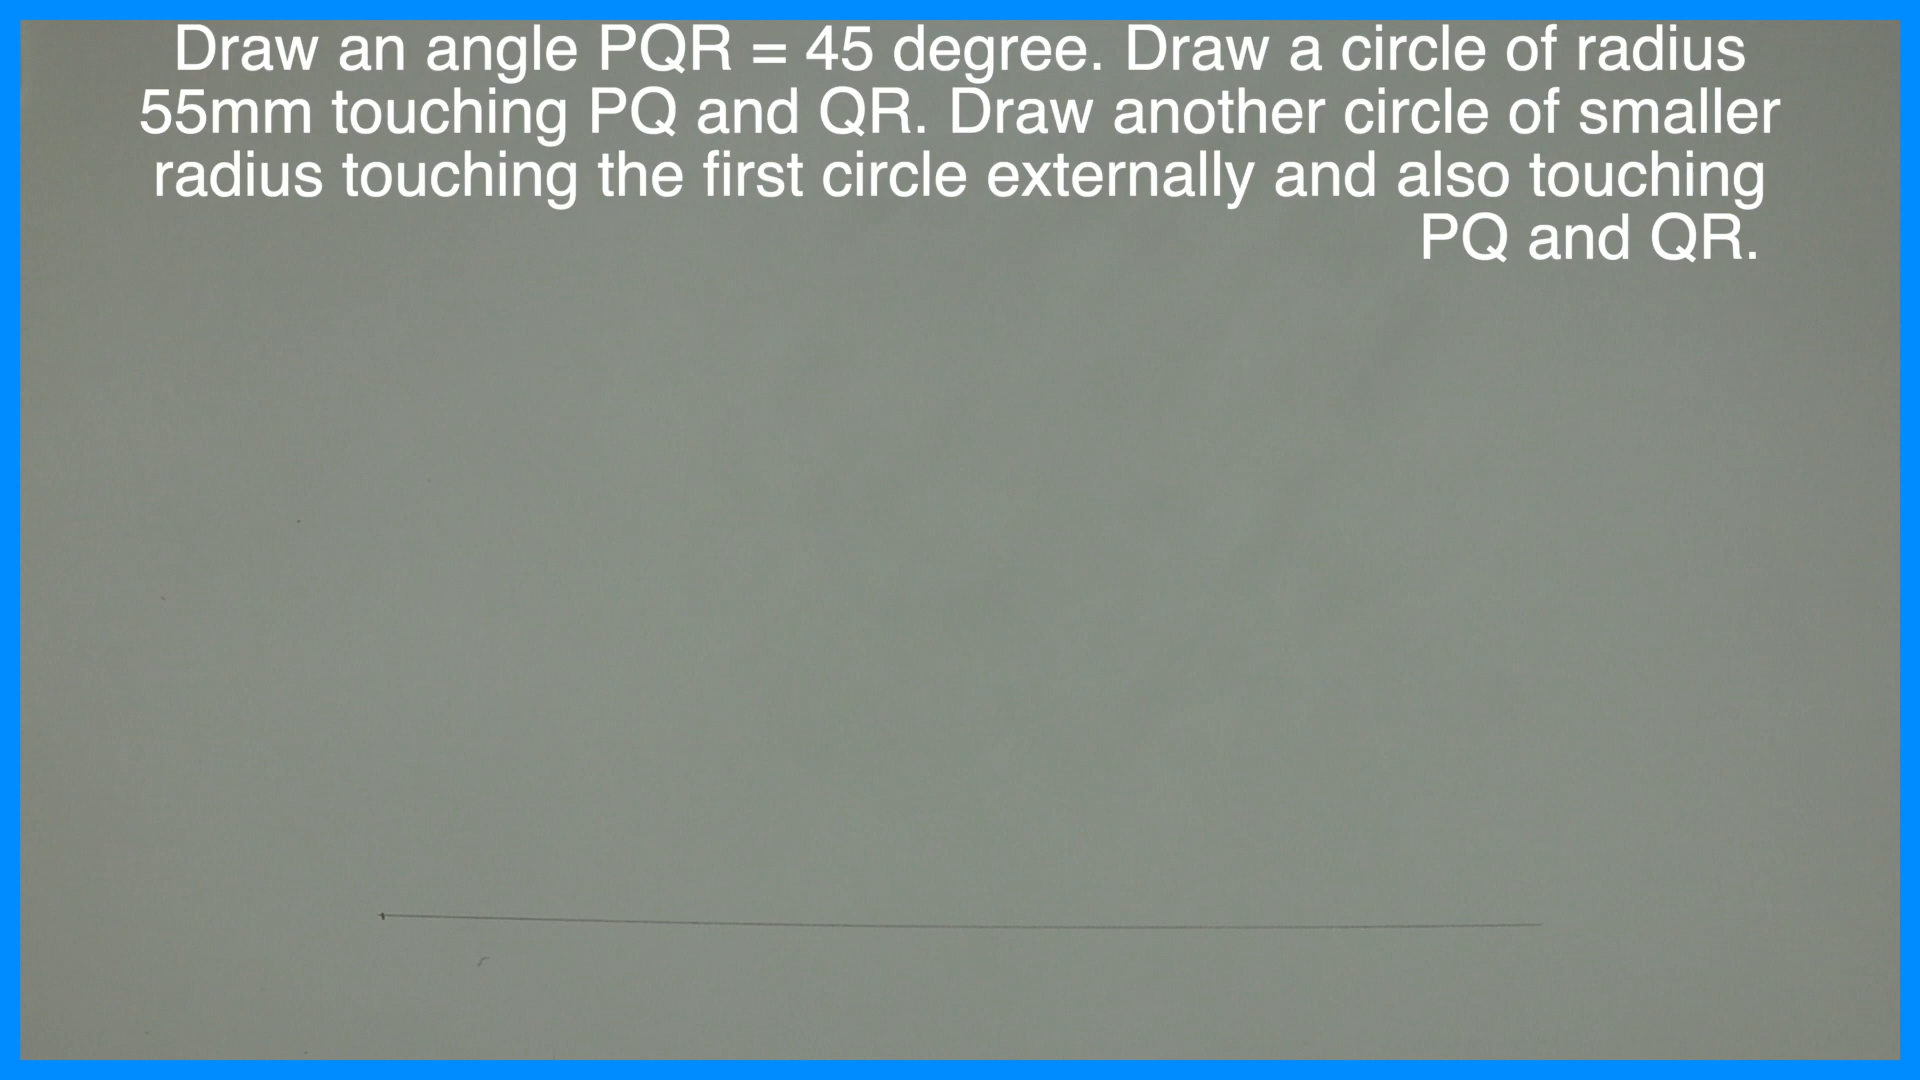 Draw an angle PQR = 45 degree. Draw a circle of radius
55mm touching PQ and QR. Draw another circle of smaller
radius touching the first circle externally and also touching
PQ and QR.